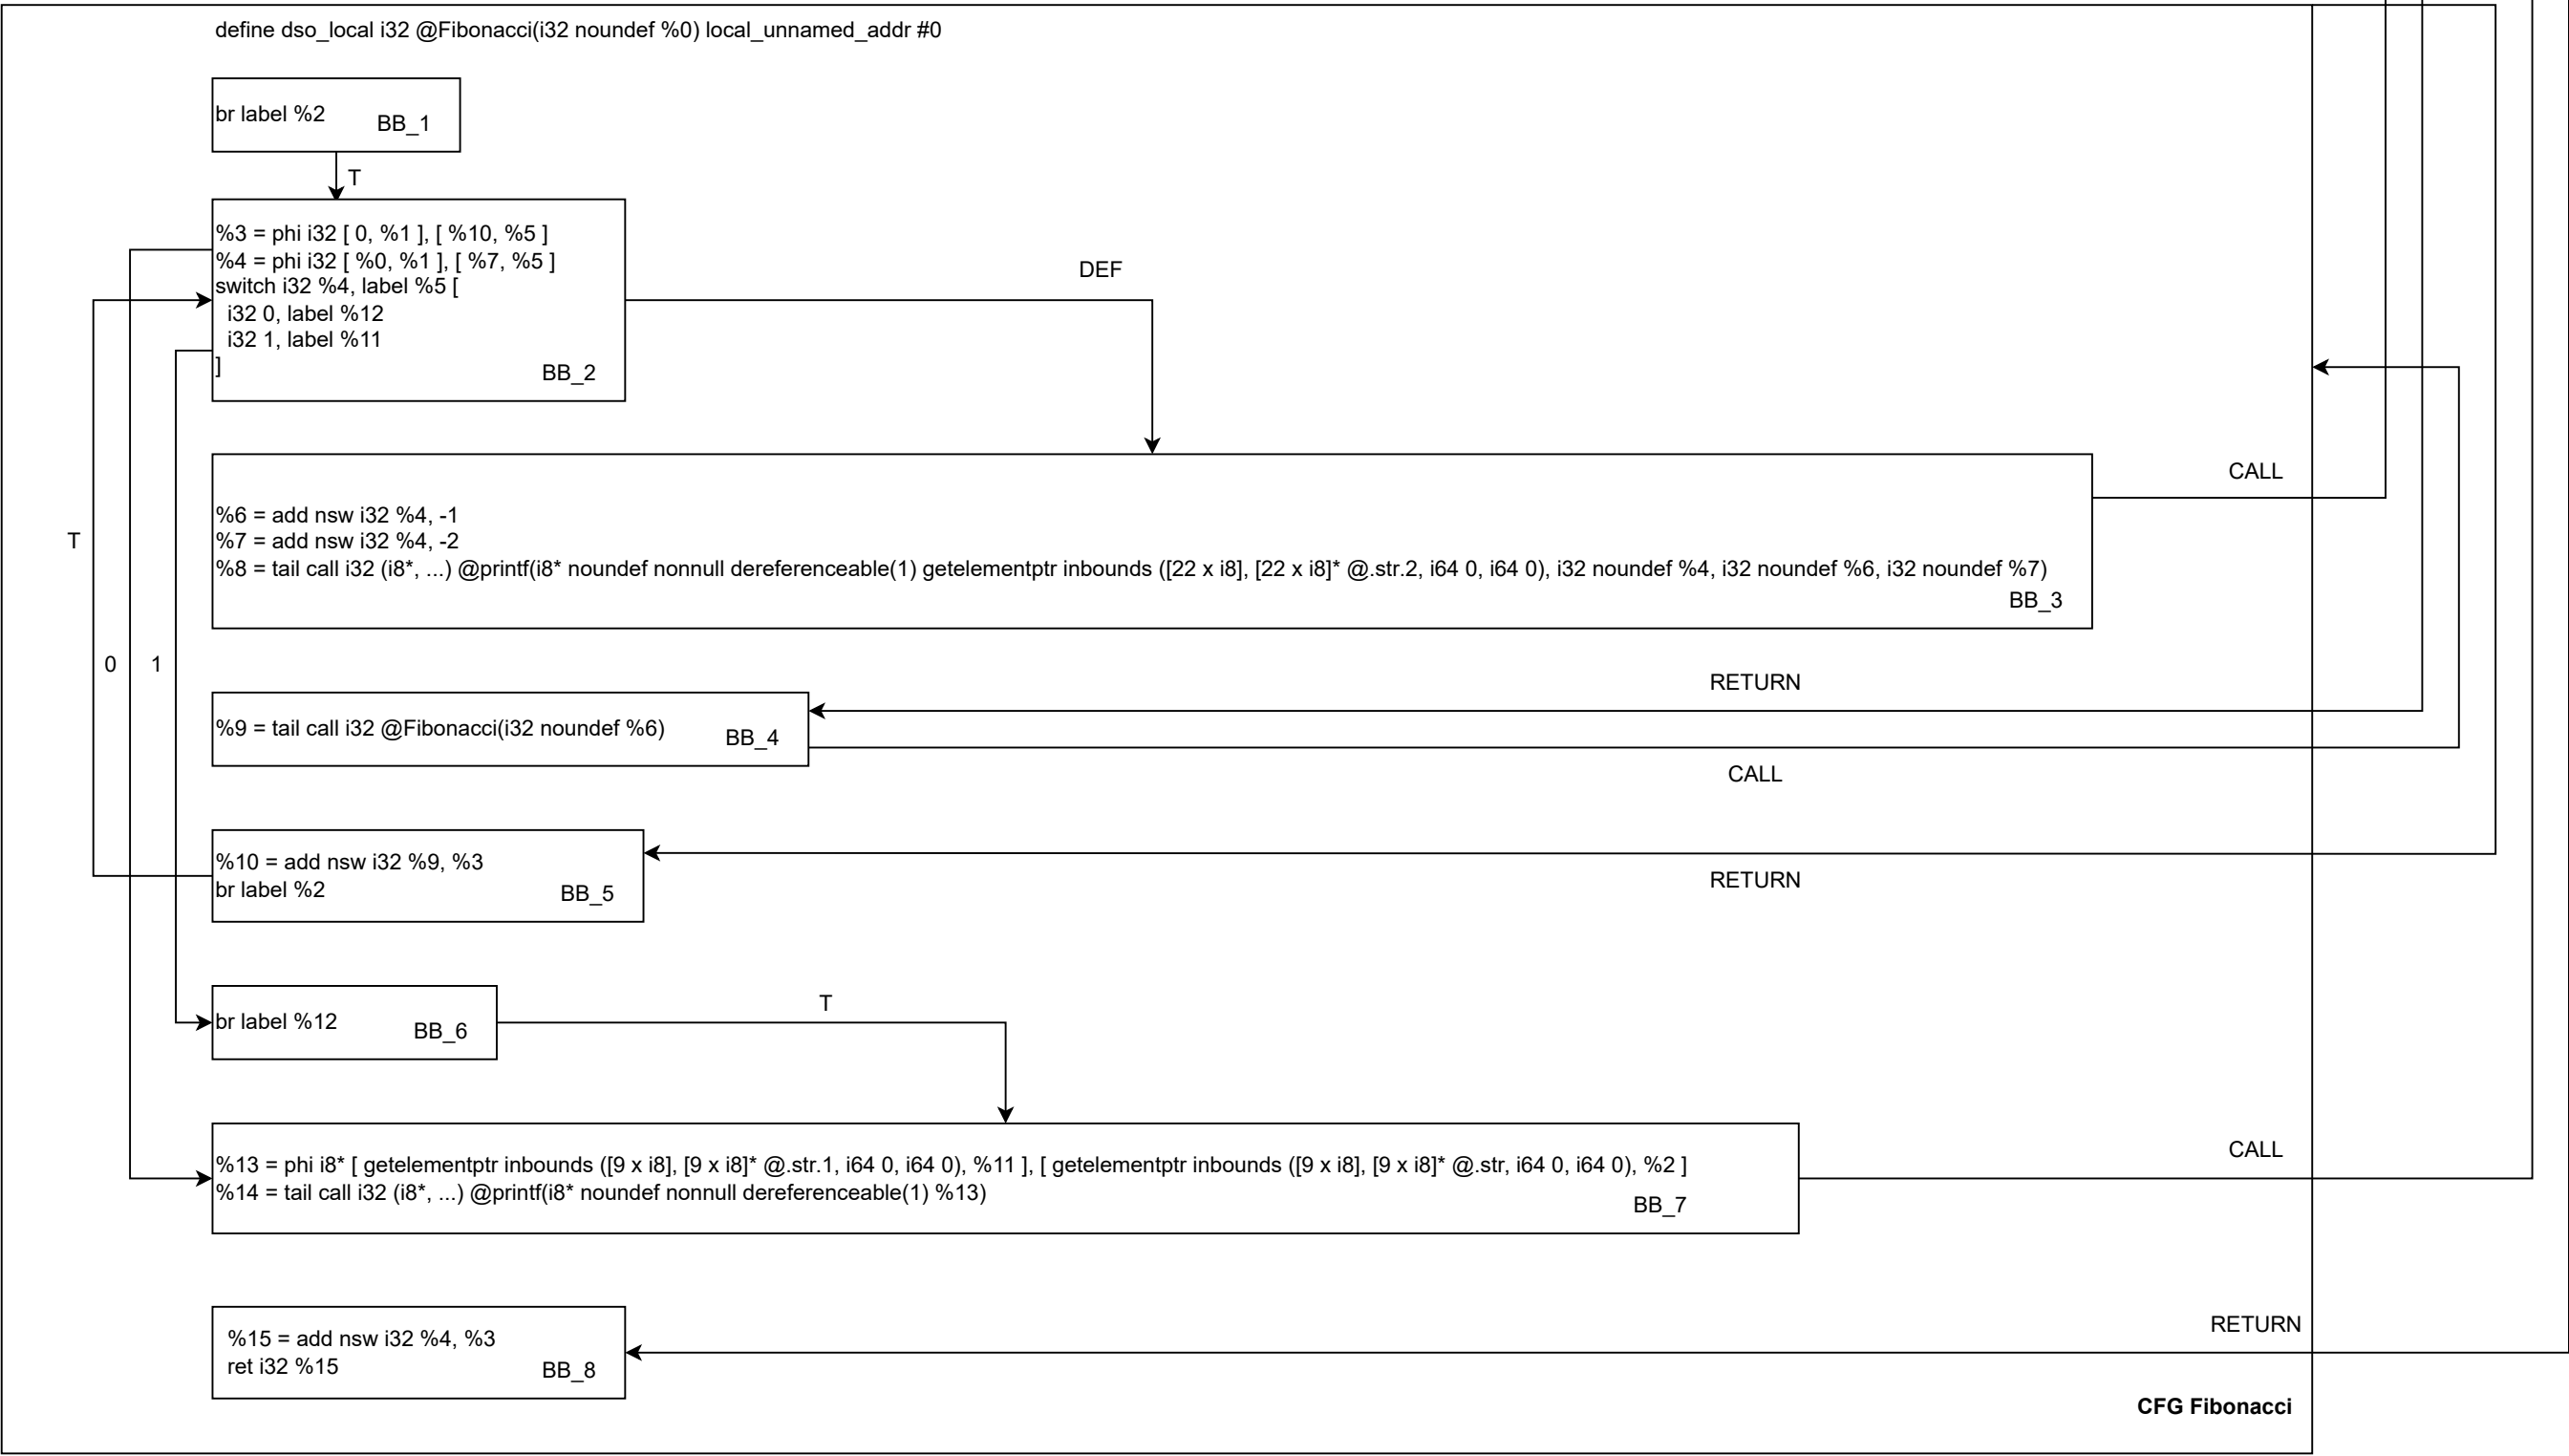 define dso_local i32 @Fibonacci(i32 noundef %0) local_unnamed_addr #0
br label %2
BB_1
T
%3 = phi i32 [ 0, %1 ], [ %10, %5 ]
%4 = phi i32 [ %0, %1 ], [ %7, %5 ]
switch i32 %4, label %5 [
i32 0, label %12
i32 1, label %11
]
BB_2
DEF
%6 = add nsw i32 %4, -1
%7 = add nsw i32 %4, -2
%8 = tail call i32 (i8*, ...) @printf(i8* noundef nonnull dereferenceable(1) getelementptr inbounds ([22 x i8], [22 x i8]* @.str.2, i64 0, i64 0), i32 noundef %4, i32 noundef %6, i32 noundef %7)
BB_3
CALL
T
0
1
RETURN
%9 = tail call i32 @Fibonacci(i32 noundef %6)
BB_4
CALL
%10 = add nsw i32 %9, %3
br label %2
BB_5
RETURN
br label %12
BB_6
T
%13 = phi i8* [ getelementptr inbounds ([9 x i8], [9 x i8]* @.str.1, i64 0, i64 0), %11 ], [ getelementptr inbounds ([9 x i8], [9 x i8]* @.str, i64 0, i64 0), %2 ]
%14 = tail call i32 (i8*, ...) @printf(i8* noundef nonnull dereferenceable(1) %13)
BB_7
CALL
%15 = add nsw i32 %4, %3
ret i32 %15
BB_8
RETURN
CFG Fibonacci